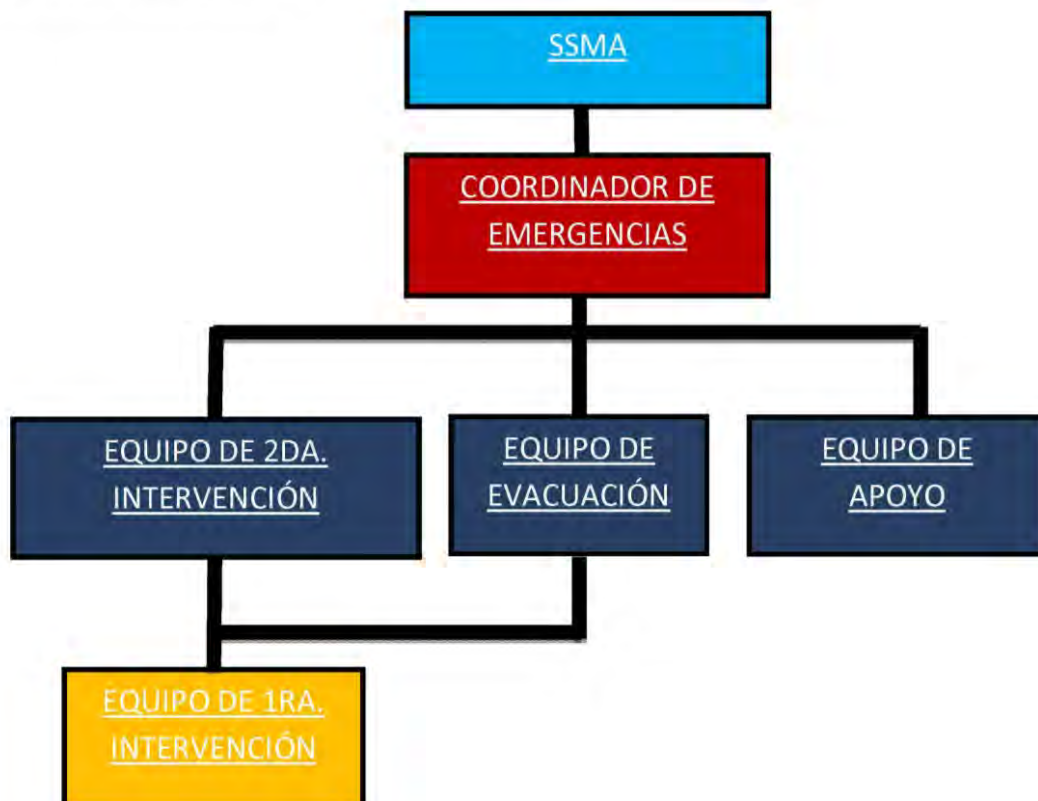 SSMA
COORDINADOR DE
EMERGENCIAS
EQUIPO DE 2DA.
INTERVENCIÓN
EQUIPO DE
EVACUACIÓN
EQUIPO DE
APOYO
EQUIPO DE 1RA.
INTERVENCIÓN